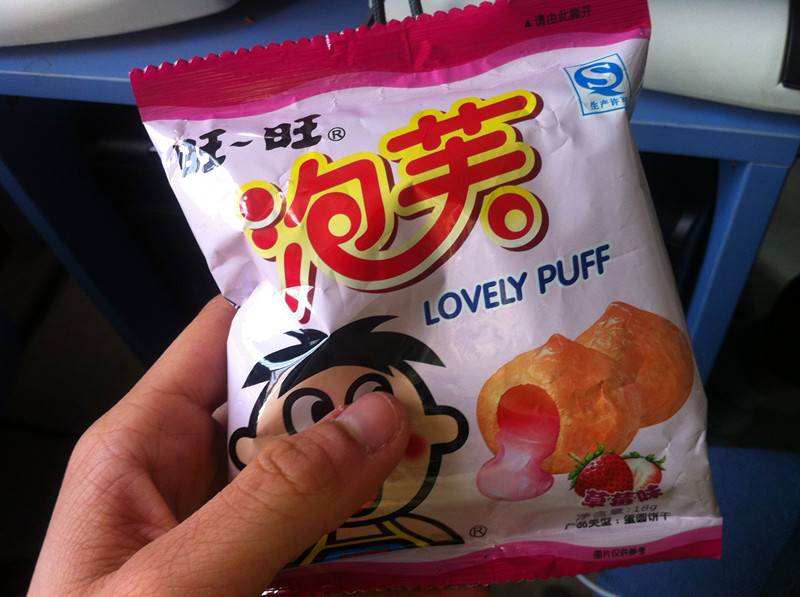 ▲请由此撕开
生产许可
旺~旺®
泡芙
LOVELY PUFF
草莓味
净含量:18g
产品类型:蛋圆饼干
®
图片仅供参考